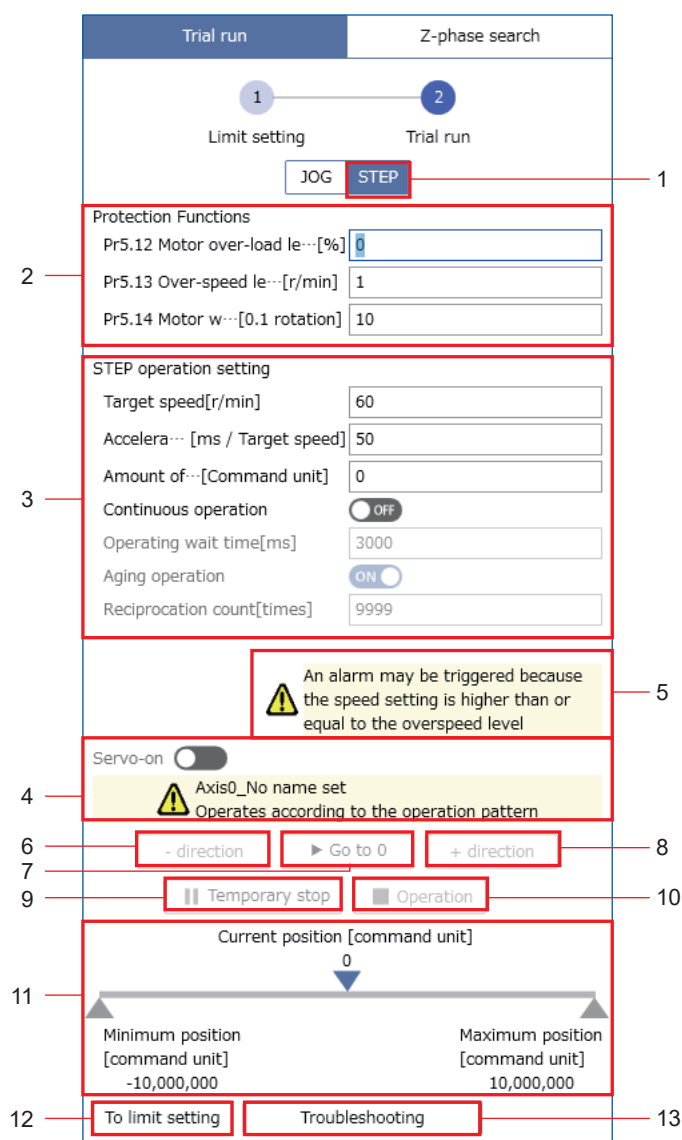 Trial run Z-phase search
1 2
Limit setting Trial run
JOG STEP 1
Protection Functions
Pr5.12 Motor over-load le…[%] 0
2
Pr5.13 Over-speed le…[r/min] 1
Pr5.14 Motor w…[0.1 rotation] 10
STEP operation setting
Target speed[r/min] 60
Accelera… [ms / Target speed] 50
Amount of…[Command unit] 0
3
Continuous operation OFF
Operating wait time[ms] 3000
Aging operation ON
Reciprocation count[times] 9999
An alarm may be triggered because
the speed setting is higher than or 5
equal to the overspeed level
Servo-on
4
Axis0_No name set
Operates according to the operation pattern
6 - direction Go to 0 + direction 8
7
9 Temporary stop Operation 10
Current position [command unit]
0
11
Minimum position Maximum position
[command unit] [command unit]
-10,000,000 10,000,000
12 To limit setting Troubleshooting 13